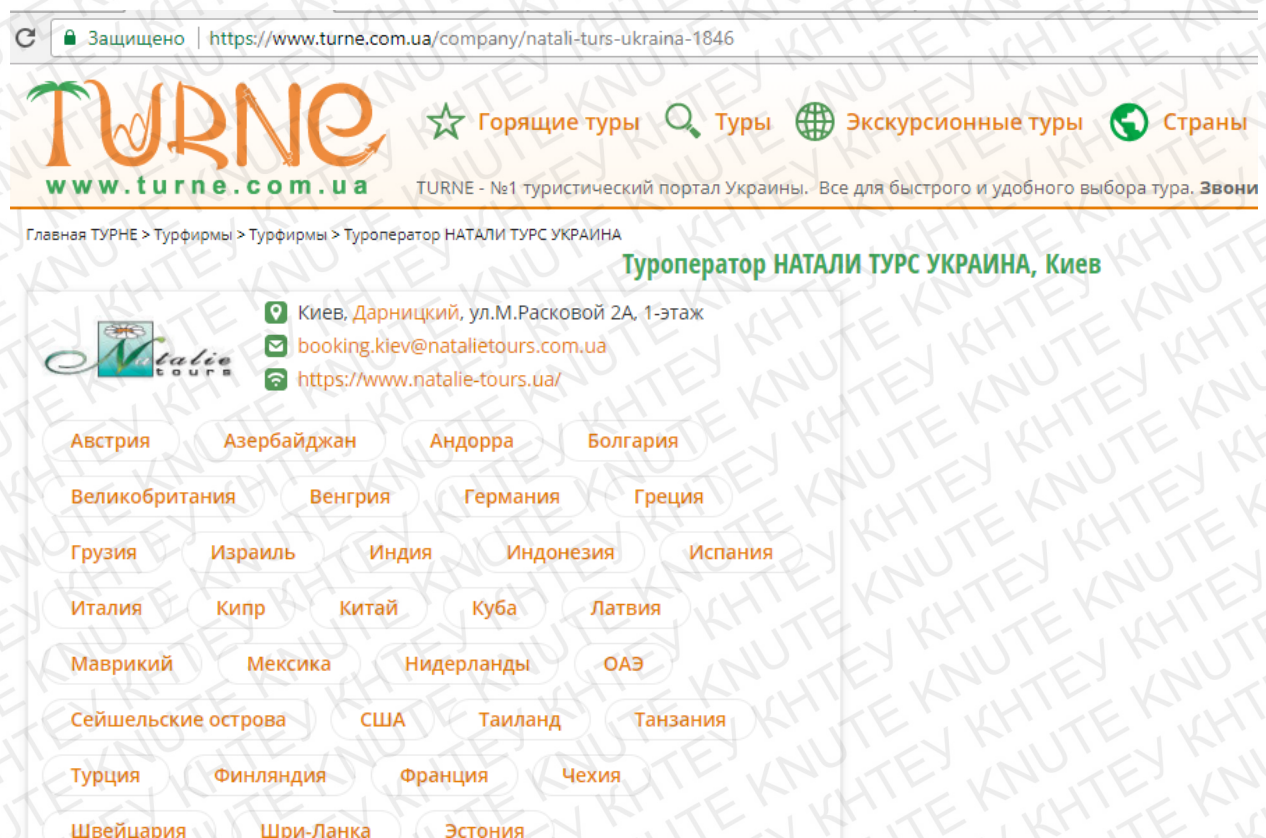 Защищено | https://www.turne.com.ua/company/natali-turs-ukraina-1846
TURNE
www.turne.com.ua
Горящие туры Туры Экскурсионные туры Страны
TURNE - №1 туристический портал Украины. Все для быстрого и удобного выбора тура. Звони
Главная ТУРНЕ > Турфирмы > Турфирмы > Туроператор НАТАЛИ ТУРС УКРАИНА
Туроператор НАТАЛИ ТУРС УКРАИНА, Киев
Natalie
tours
Киев, Дарницкий, ул.М.Расковой 2А, 1-этаж
booking.kiev@natalietours.com.ua
https://www.natalie-tours.ua/
Австрия Азербайджан Андорра Болгария
Великобритания Венгрия Германия Греция
Грузия Израиль Индия Индонезия Испания
Италия Кипр Китай Куба Латвия
Маврикий Мексика Нидерланды ОАЭ
Сейшельские острова США Таиланд Танзания
Турция Финляндия Франция Чехия
Швейцария Шри-Ланка Эстония
КНТЕУ KNUTE